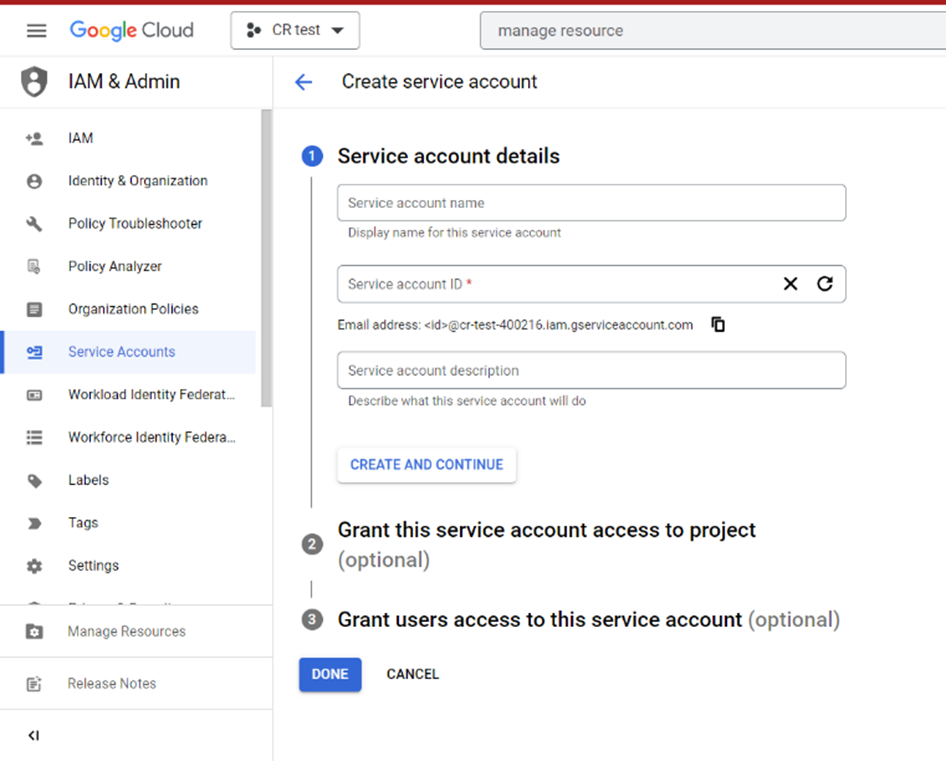 Google Cloud
CR test
manage resource
IAM & Admin
Create service account
IAM
Identity & Organization
Policy Troubleshooter
Policy Analyzer
Organization Policies
Service Accounts
Workload Identity Federat...
Workforce Identity Federa...
Labels
Tags
Settings
Manage Resources
Release Notes
1
Service account details
Service account name
Display name for this service account
Service account ID *
Email address: <id>@cr-test-400216.iam.gserviceaccount.com
Service account description
Describe what this service account will do
CREATE AND CONTINUE
2
Grant this service account access to project
(optional)
3
Grant users access to this service account (optional)
DONE
CANCEL